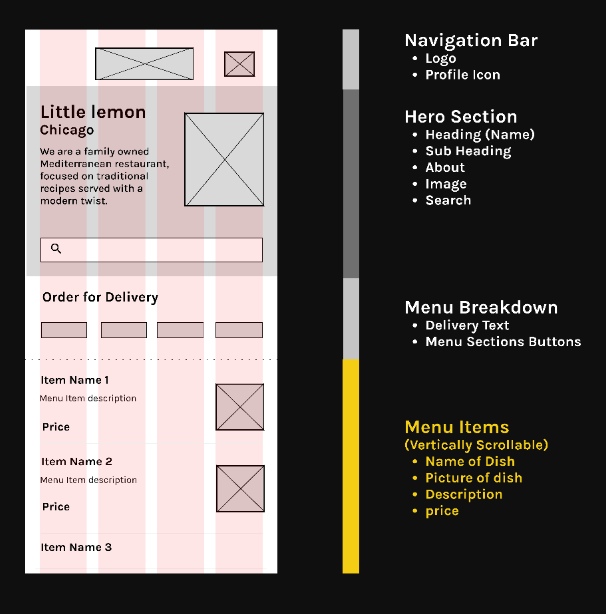 Little lemon
Chicago
We are a family owned
Mediterranean restaurant,
focused on traditional
recipes served with a
modern twist.
Order for Delivery
Item Name 1
Menu Item description
Price
Item Name 2
Menu Item description
Price
Item Name 3
Navigation Bar
• Logo
• Profile Icon
Hero Section
• Heading (Name)
• Sub Heading
• About
• Image
• Search
Menu Breakdown
• Delivery Text
• Menu Sections Buttons
Menu Items
(Vertically Scrollable)
• Name of Dish
• Picture of dish
• Description
• price